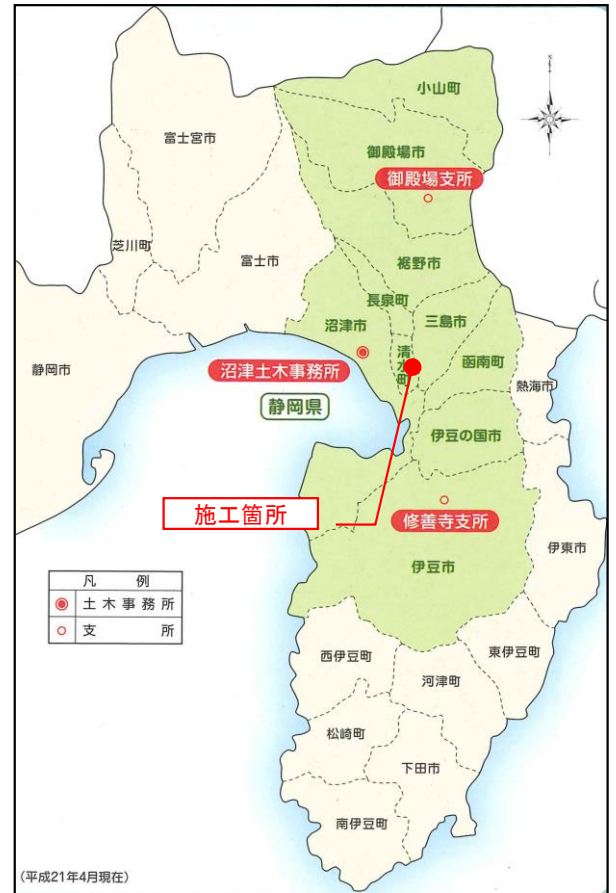 小山町
御殿場市
御殿場支所
富士宮市
芝川町
富士市
裾野市
長泉町
沼津市
三島市
清水町
函南町
静岡市
沼津土木事務所
熱海市
静岡県
伊豆の国市
施工箇所
修善寺支所
伊東市
伊豆市
凡 例
土木事務所
支 所
西伊豆町
東伊豆町
河津町
松崎町
下田市
南伊豆町
(平成21年4月現在)